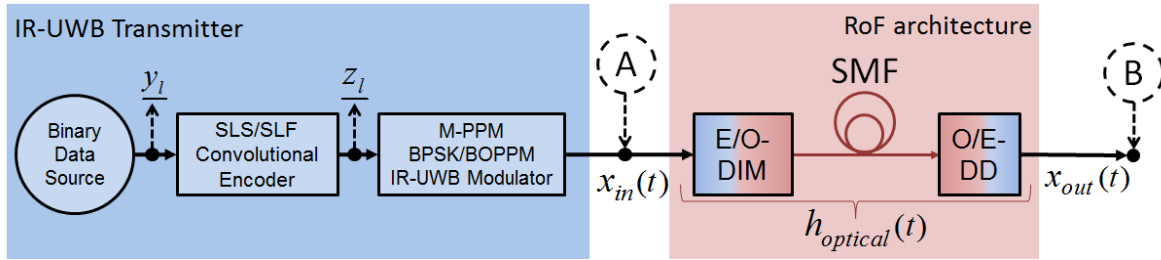 IR-UWB Transmitter
RoF architecture
y_l
z_l
A
SMF
B
Binary
Data
Source
SLS/SLF
Convolutional
Encoder
M-PPM
BPSK/BOPPM
IR-UWB Modulator
E/O-
DIM
O/E-
DD
x_in(t)
x_out(t)
h_optical(t)